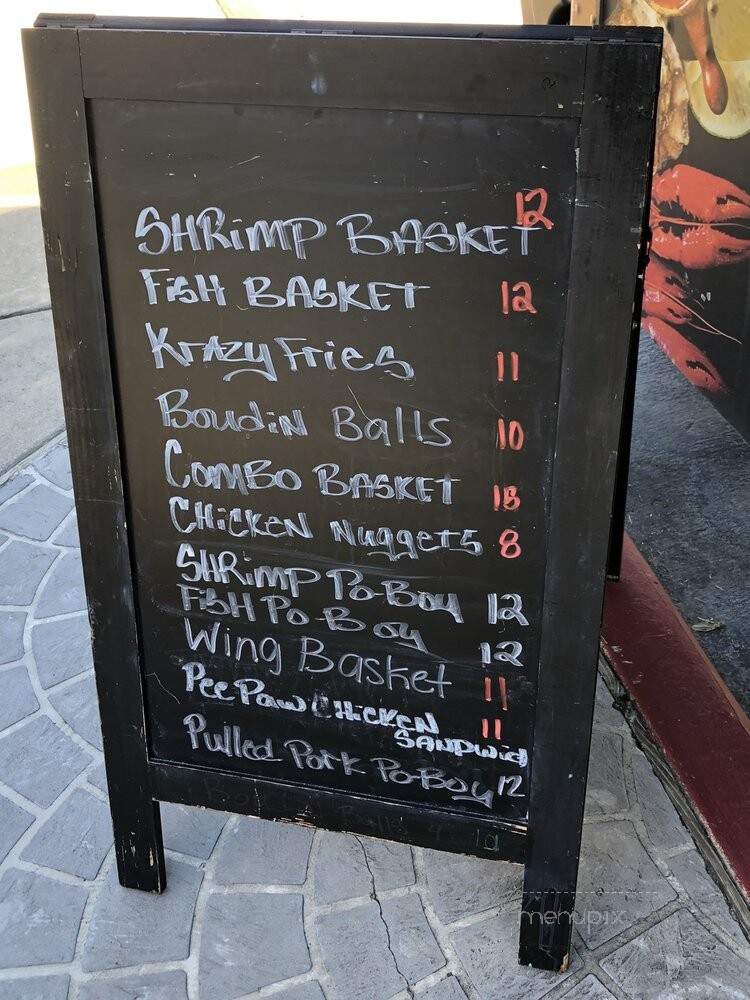 SHRiMP BASKET 12
FiSH BASKET 12
KrAzy Fries 11
Boudin Balls 10
COMBO BASKET 15
CHiCKEN Nuggets 8
SHRiMP Po-Boy 12
FiSH Po-Boy 12
Wing Basket 11
PeePaw CHiCKEN 11
SANDWich
Pulled Pork Po-Boy 12
menupix